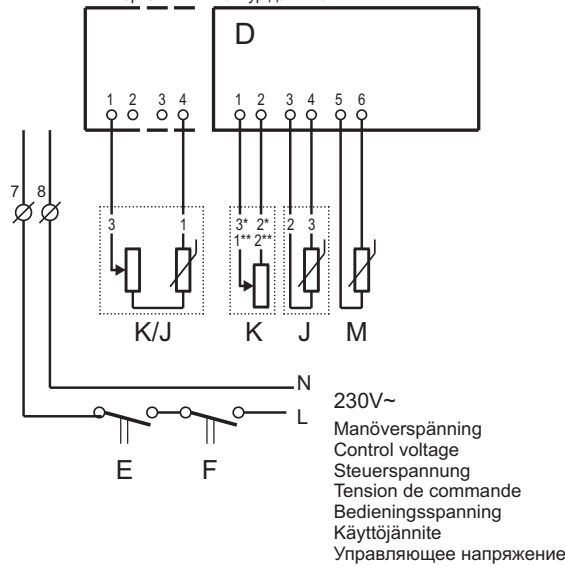 D
1 2 3 4 1 2 3 4 5 6
7 8
3 1 3* 2* 2 3
1** 2**
K/J K J M
N
L
E F
230V~
Manöverspänning
Control voltage
Steuerspannung
Tension de commande
Bedieningsspanning
Käyttöjännite
Управляющее напряжение